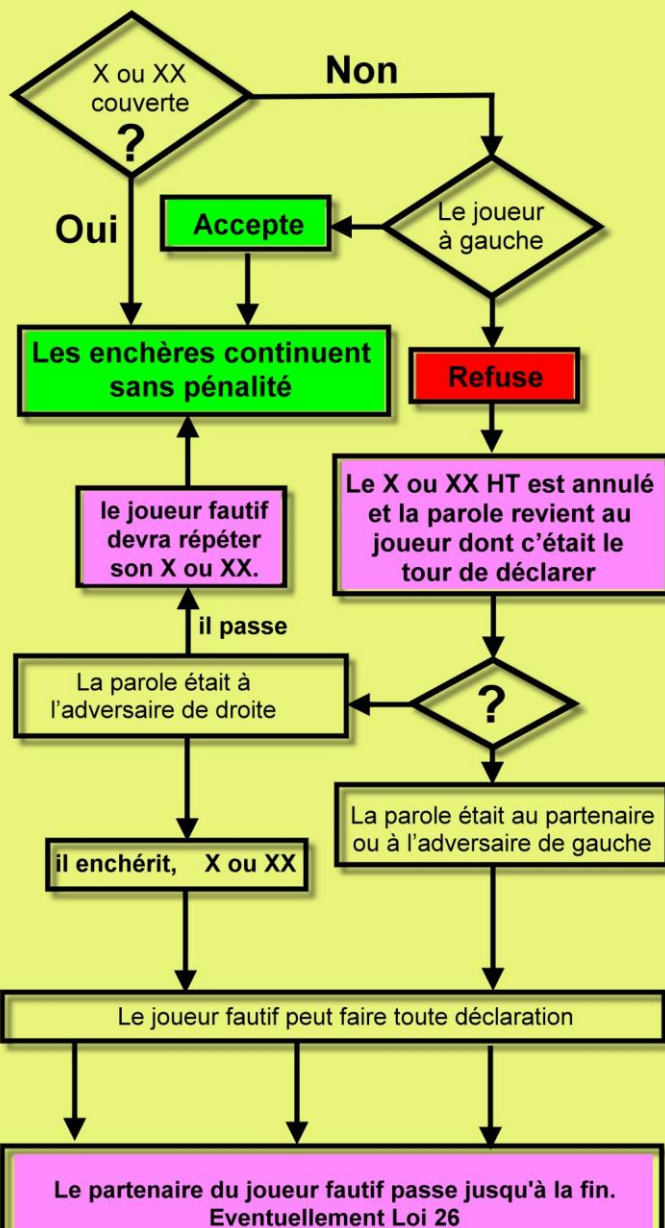 X ou XX
couverte
?
Non
Oui
Accepte
Le joueur
à gauche
Les enchères continuent
sans pénalité
Refuse
le joueur fautif
devra répéter
son X ou XX.
Le X ou XX HT est annulé
et la parole revient au
joueur dont c’était le
tour de déclarer
il passe
La parole était à
l’adversaire de droite
?
La parole était au partenaire
ou à l’adversaire de gauche
il enchérit, X ou XX
Le joueur fautif peut faire toute déclaration
Le partenaire du joueur fautif passe jusqu'à la fin.
Eventuellement Loi 26